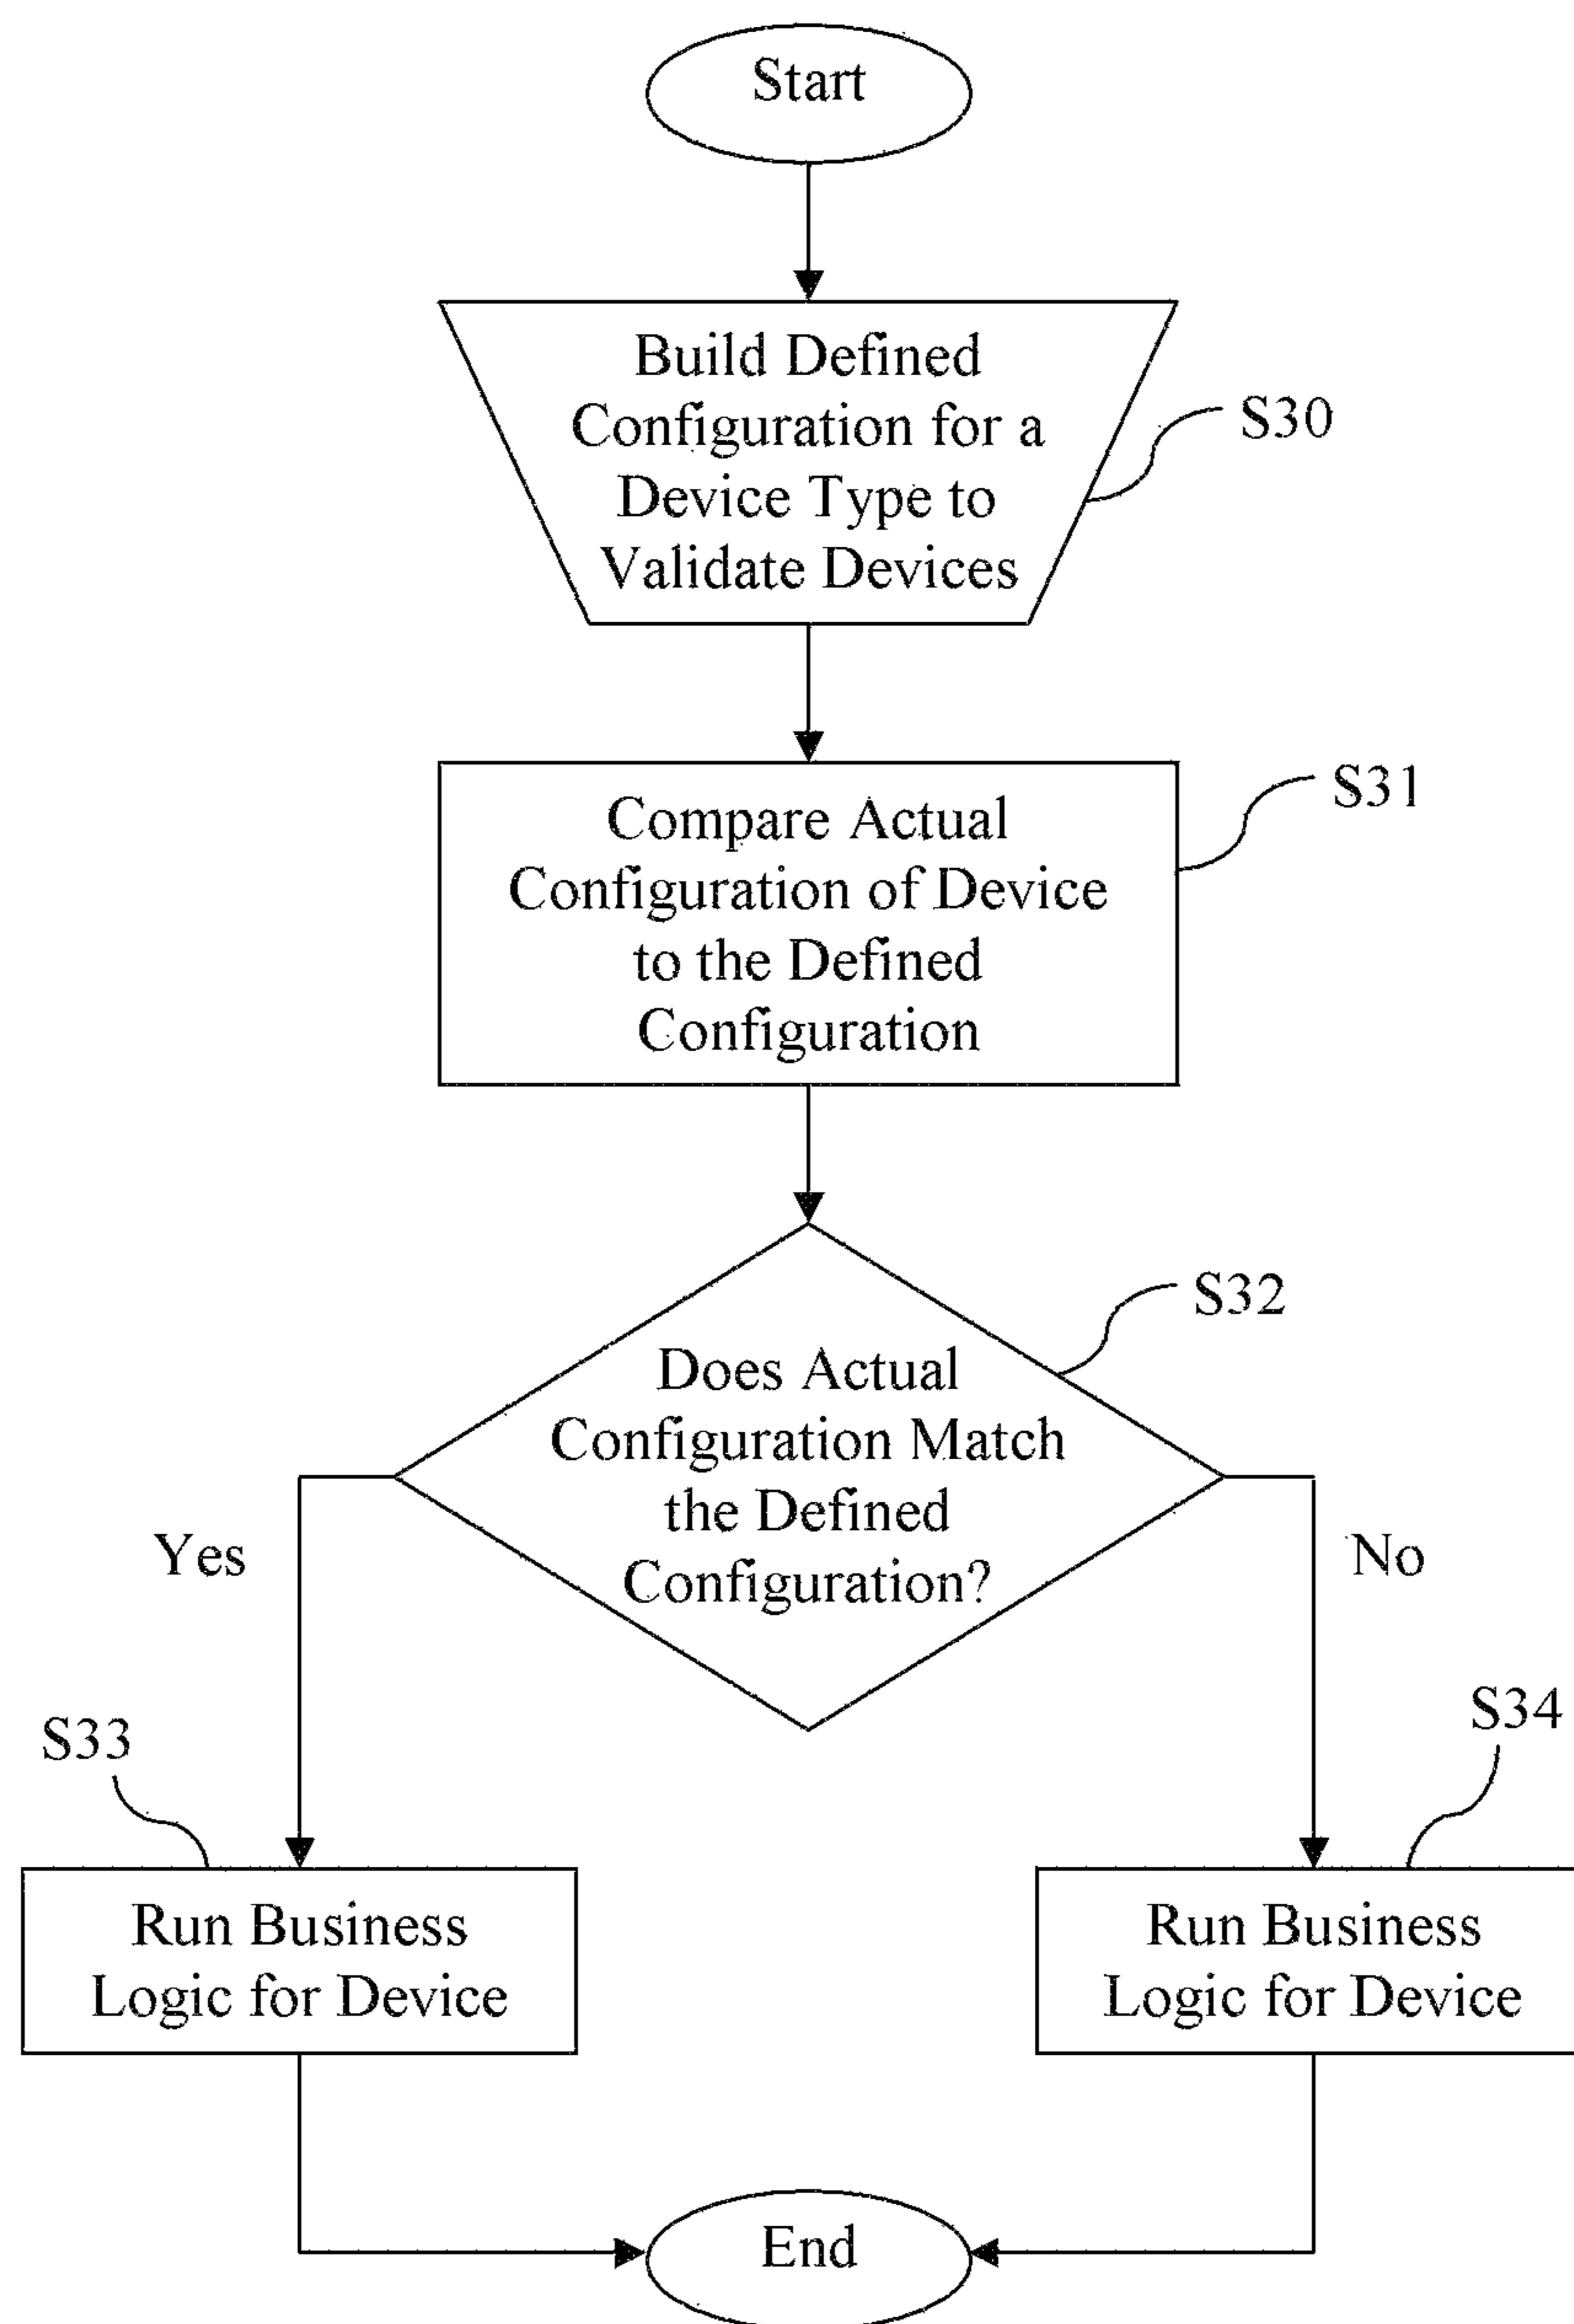 Start
Build Defined
Configuration for a
Device Type to
Validate Devices
S30
Compare Actual
Configuration of Device
to the Defined
Configuration
S31
Does Actual
Configuration Match
the Defined
Configuration?
S32
Yes
No
S33
S34
Run Business
Logic for Device
Run Business
Logic for Device
End